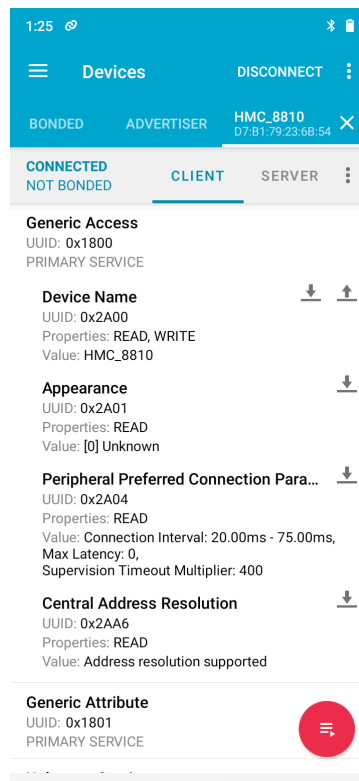 1:25
Devices
DISCONNECT
BONDED
ADVERTISER
HMC_8810
D7:B1:79:23:6B:54
CONNECTED
NOT BONDED
CLIENT
SERVER
Generic Access
UUID: 0x1800
PRIMARY SERVICE
Device Name
UUID: 0x2A00
Properties: READ, WRITE
Value: HMC_8810
Appearance
UUID: 0x2A01
Properties: READ
Value: [0] Unknown
Peripheral Preferred Connection Para...
UUID: 0x2A04
Properties: READ
Value: Connection Interval: 20.00ms - 75.00ms,
Max Latency: 0,
Supervision Timeout Multiplier: 400
Central Address Resolution
UUID: 0x2AA6
Properties: READ
Value: Address resolution supported
Generic Attribute
UUID: 0x1801
PRIMARY SERVICE